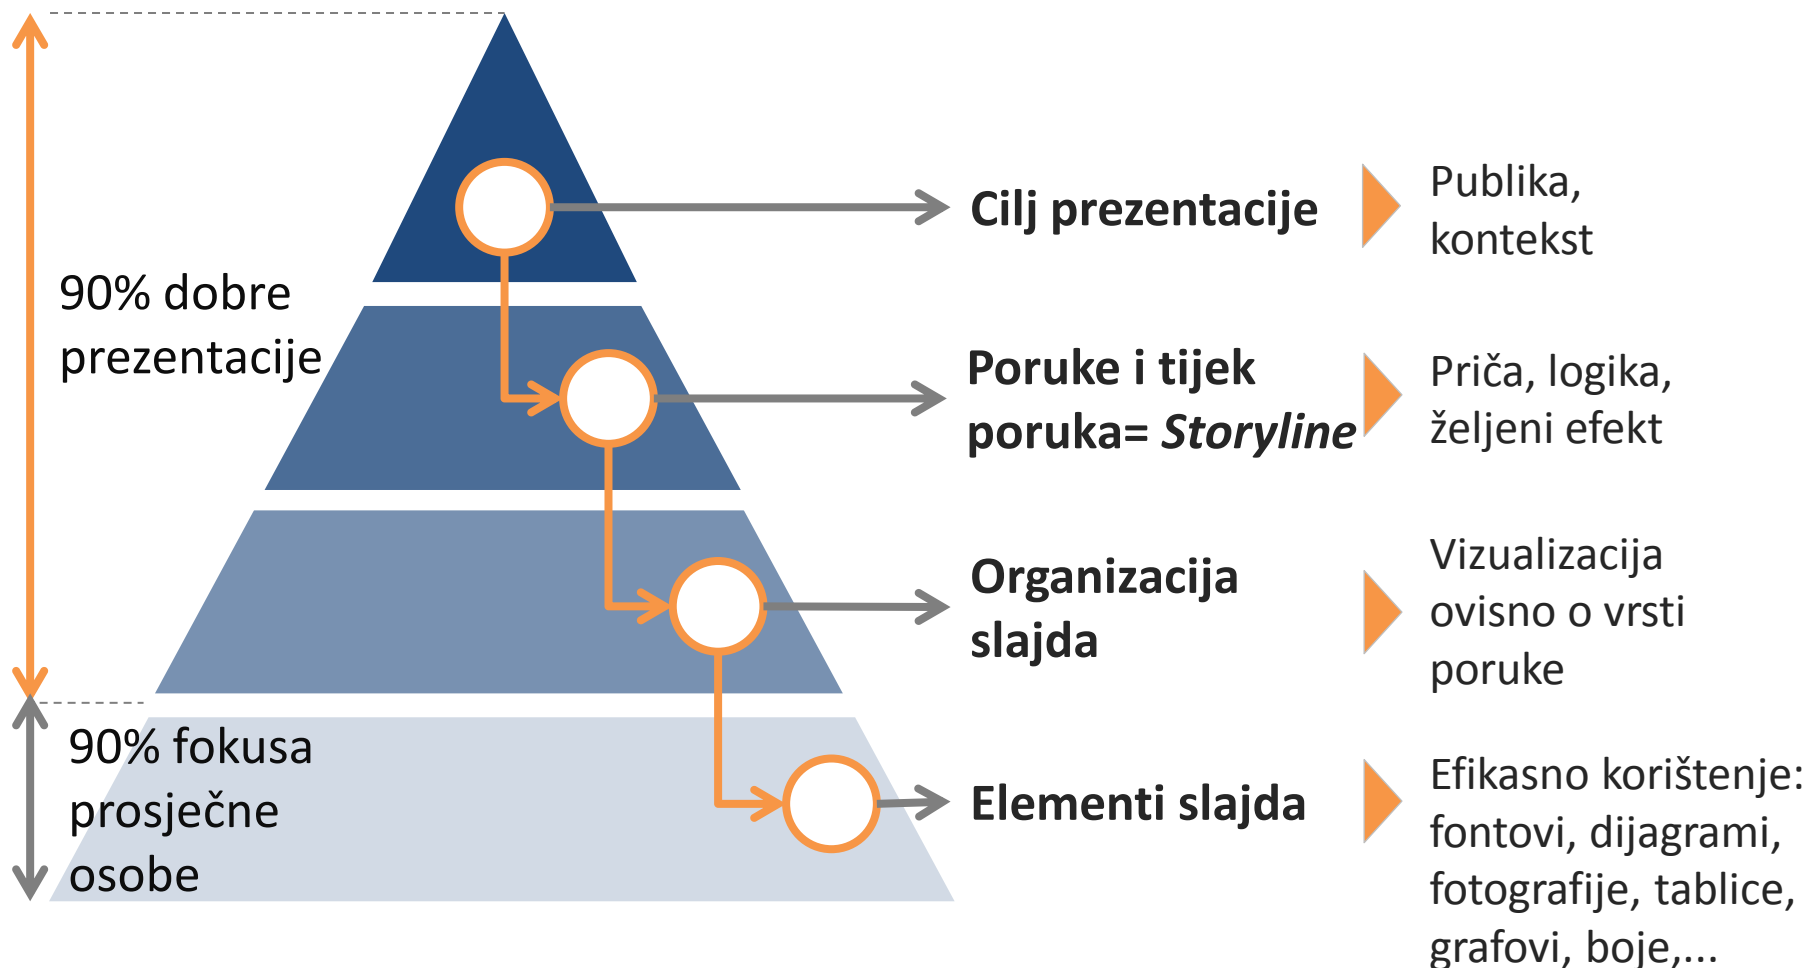 90% dobre
prezentacije
90% fokusa
prosječne
osobe
Cilj prezentacije
Publika,
kontekst
Poruke i tijek
poruka= Storyline
Priča, logika,
željeni efekt
Organizacija
slajda
Vizualizacija
ovisno o vrsti
poruke
Elementi slajda
Efikasno korištenje:
fontovi, dijagrami,
fotografije, tablice,
grafovi, boje,...